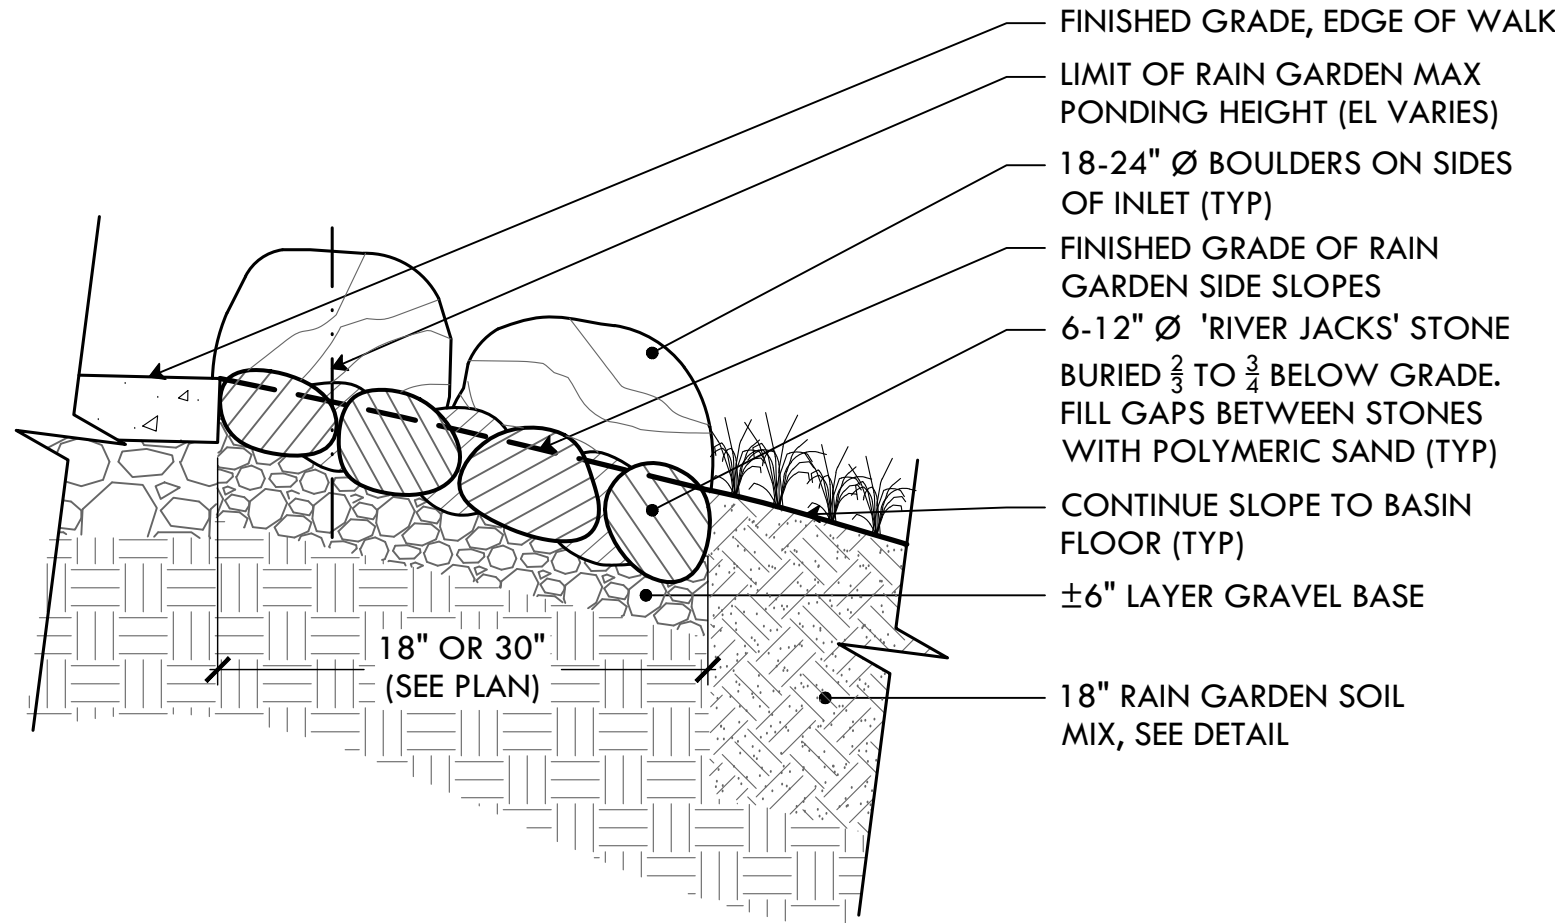 FINISHED GRADE, EDGE OF WALK
LIMIT OF RAIN GARDEN MAX
PONDING HEIGHT (EL VARIES)
18-24" Ø BOULDERS ON SIDES
OF INLET (TYP)
FINISHED GRADE OF RAIN
GARDEN SIDE SLOPES
6-12" Ø 'RIVER JACKS' STONE
BURIED 2/3 TO 3/4 BELOW GRADE.
FILL GAPS BETWEEN STONES
WITH POLYMERIC SAND (TYP)
CONTINUE SLOPE TO BASIN
FLOOR (TYP)
±6" LAYER GRAVEL BASE
18" OR 30"
(SEE PLAN)
18" RAIN GARDEN SOIL
MIX, SEE DETAIL